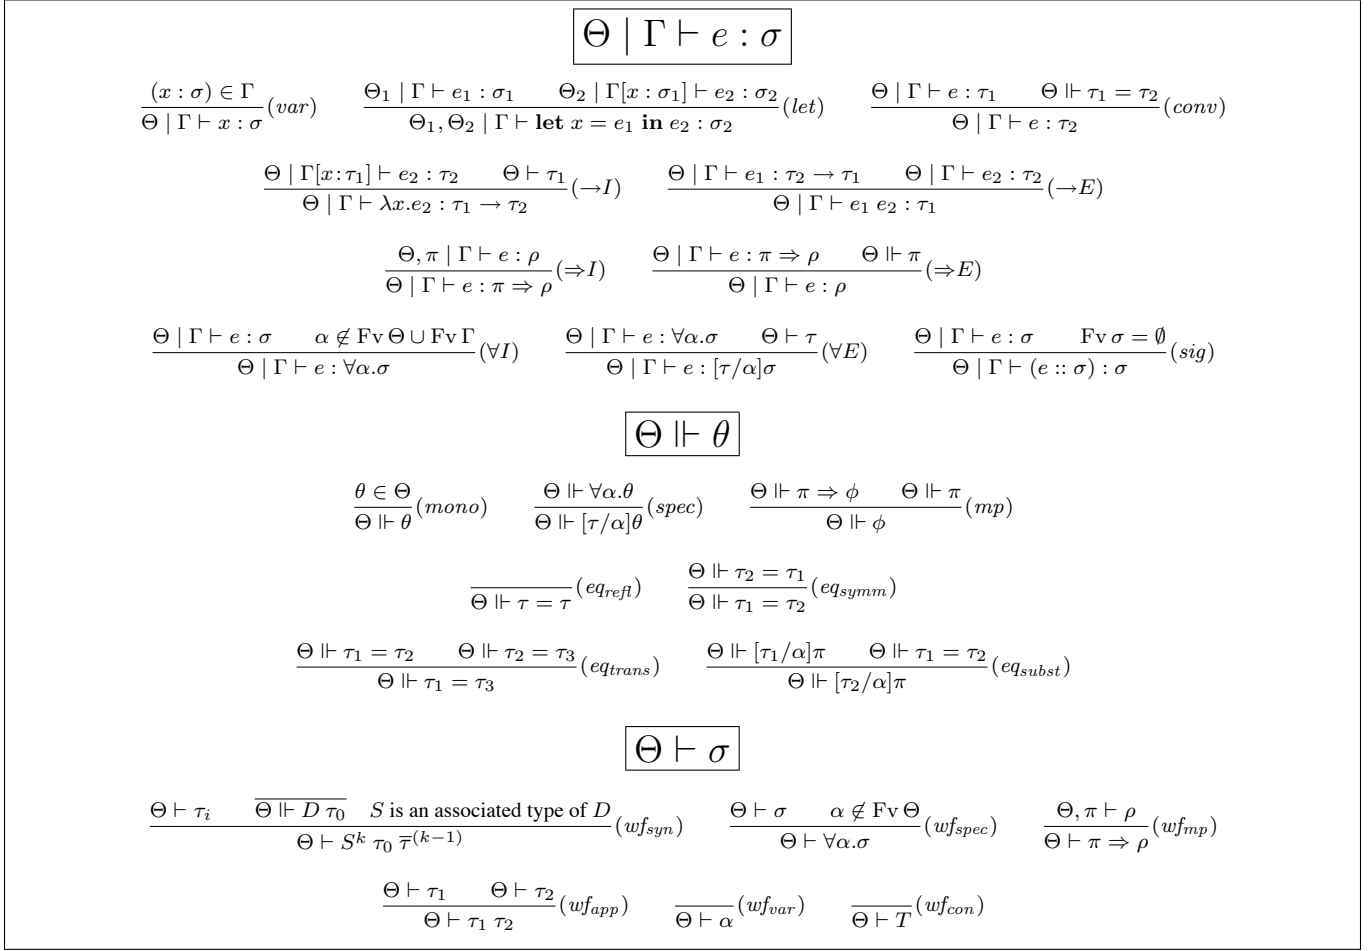 Θ | Γ ⊢ e : σ
(x : σ) ∈ Γ
Θ | Γ ⊢ x : σ (var)
Θ₁ | Γ ⊢ e₁ : σ₁ Θ₂ | Γ[x : σ₁] ⊢ e₂ : σ₂
Θ₁, Θ₂ | Γ ⊢ let x = e₁ in e₂ : σ₂ (let)
Θ | Γ ⊢ e : τ₁ Θ ⊩ τ₁ = τ₂
Θ | Γ ⊢ e : τ₂ (conv)
Θ | Γ[x : τ₁] ⊢ e₂ : τ₂ Θ ⊢ τ₁
Θ | Γ ⊢ λx.e₂ : τ₁ → τ₂ (→I)
Θ | Γ ⊢ e₁ : τ₂ → τ₁ Θ | Γ ⊢ e₂ : τ₂
Θ | Γ ⊢ e₁ e₂ : τ₁ (→E)
Θ, π | Γ ⊢ e : ρ
Θ | Γ ⊢ e : π ⇒ ρ (⇒I)
Θ | Γ ⊢ e : π ⇒ ρ Θ ⊩ π
Θ | Γ ⊢ e : ρ (⇒E)
Θ | Γ ⊢ e : σ α ∉ Fv Θ ∪ Fv Γ
Θ | Γ ⊢ e : ∀α.σ (∀I)
Θ | Γ ⊢ e : ∀α.σ Θ ⊢ τ
Θ | Γ ⊢ e : [τ/α]σ (∀E)
Θ | Γ ⊢ e : σ Fv σ = ∅
Θ | Γ ⊢ (e :: σ) : σ (sig)
Θ ⊩ θ
θ ∈ Θ
Θ ⊩ θ (mono)
Θ ⊩ ∀α.θ
Θ ⊩ [τ/α]θ (spec)
Θ ⊩ π ⇒ ϕ Θ ⊩ π
Θ ⊩ ϕ (mp)
Θ ⊩ τ = τ (eq_refl)
Θ ⊩ τ₂ = τ₁
Θ ⊩ τ₁ = τ₂ (eq_symm)
Θ ⊩ τ₁ = τ₂ Θ ⊩ τ₂ = τ₃
Θ ⊩ τ₁ = τ₃ (eq_trans)
Θ ⊩ [τ₁/α]π Θ ⊩ τ₁ = τ₂
Θ ⊩ [τ₂/α]π (eq_subst)
Θ ⊢ σ
Θ ⊢ τᵢ Θ ⊩ D τ₀ S is an associated type of D
Θ ⊢ Sᵏ τ₀ τ̅⁽ᵏ⁻¹⁾ (wf_syn)
Θ ⊢ σ α ∉ Fv Θ
Θ ⊢ ∀α.σ (wf_spec)
Θ, π ⊢ ρ
Θ ⊢ π ⇒ ρ (wf_mp)
Θ ⊢ τ₁ Θ ⊢ τ₂
Θ ⊢ τ₁ τ₂ (wf_app)
Θ ⊢ α (wf_var)
Θ ⊢ T (wf_con)